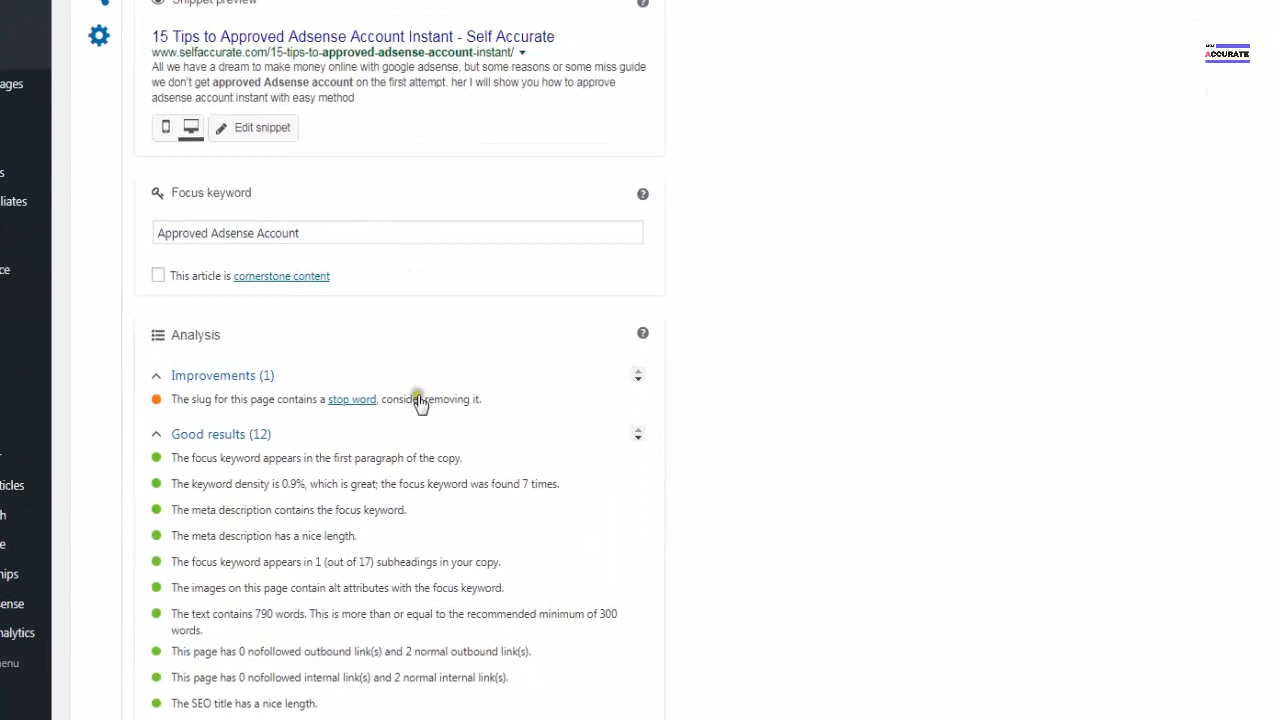 Snippet preview
15 Tips to Approved Adsense Account Instant - Self Accurate
www.selfaccurate.com/15-tips-to-approved-adsense-account-instant/
All we have a dream to make money online with google adsense, but some reasons or some miss guide
we don't get approved Adsense account on the first attempt. her I will show you how to approve
adsense account instant with easy method
Edit snippet
Focus keyword
Approved Adsense Account
This article is cornerstone content
Analysis
Improvements (1)
The slug for this page contains a stop word, consider removing it.
Good results (12)
The focus keyword appears in the first paragraph of the copy.
The keyword density is 0.9%, which is great; the focus keyword was found 7 times.
The meta description contains the focus keyword.
The meta description has a nice length.
The focus keyword appears in 1 (out of 17) subheadings in your copy.
The images on this page contain alt attributes with the focus keyword.
The text contains 790 words. This is more than or equal to the recommended minimum of 300
words.
This page has 0 nofollowed outbound link(s) and 2 normal outbound link(s).
This page has 0 nofollowed internal link(s) and 2 normal internal link(s).
The SEO title has a nice length.
ages
s
iliates
ce
ticles
h
e
hips
ense
nalytics
enu
ACCURATE